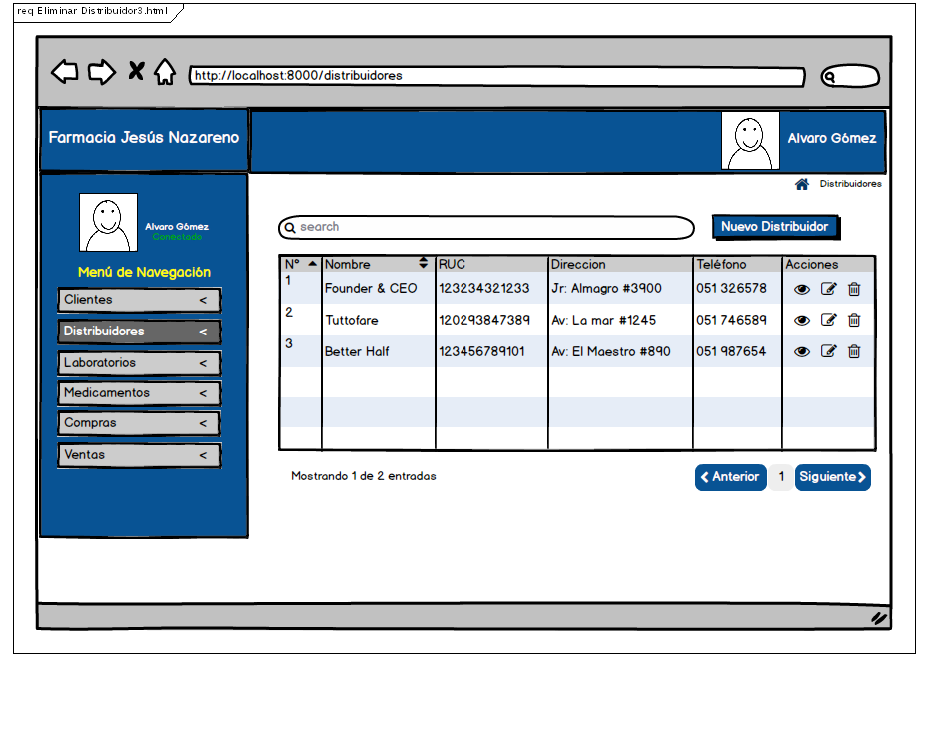 req Eliminar Distribuidor3.html
http://localhost:8000/distribuidores
Farmacia Jesús Nazareno
Alvaro Gómez
Distribuidores
Alvaro Gómez
Conectado
Menú de Navegación
Clientes <
Distribuidores <
Laboratorios <
Medicamentos <
Compras <
Ventas <
search
Nuevo Distribuidor
N° Nombre RUC Direccion Teléfono Acciones
1 Founder & CEO 123234321233 Jr: Almagro #3900 051 326578
2 Tuttofare 120293847389 Av: La mar #1245 051 746589
3 Better Half 123456789101 Av: El Maestro #890 051 987654
Mostrando 1 de 2 entradas
Anterior 1 Siguiente